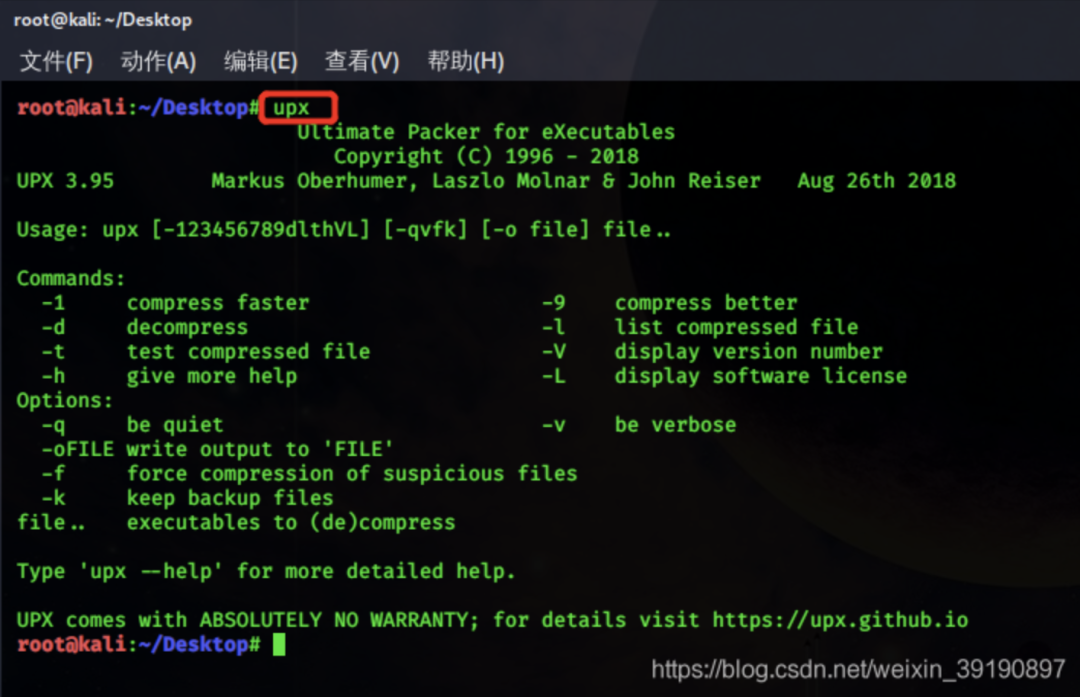 root@kali: ~/Desktop
文件(F) 动作(A) 编辑(E) 查看(V) 帮助(H)
root@kali:~/Desktop# upx
Ultimate Packer for eXecutables
Copyright (C) 1996 - 2018
UPX 3.95 Markus Oberhumer, Laszlo Molnar & John Reiser Aug 26th 2018
Usage: upx [-123456789dlthVL] [-qvfk] [-o file] file..
Commands:
-1 compress faster -9 compress better
-d decompress -l list compressed file
-t test compressed file -V display version number
-h give more help -L display software license
Options:
-q be quiet -v be verbose
-oFILE write output to 'FILE'
-f force compression of suspicious files
-k keep backup files
file.. executables to (de)compress
Type 'upx --help' for more detailed help.
UPX comes with ABSOLUTELY NO WARRANTY; for details visit https://upx.github.io
root@kali:~/Desktop#
https://blog.csdn.net/weixin_39190897